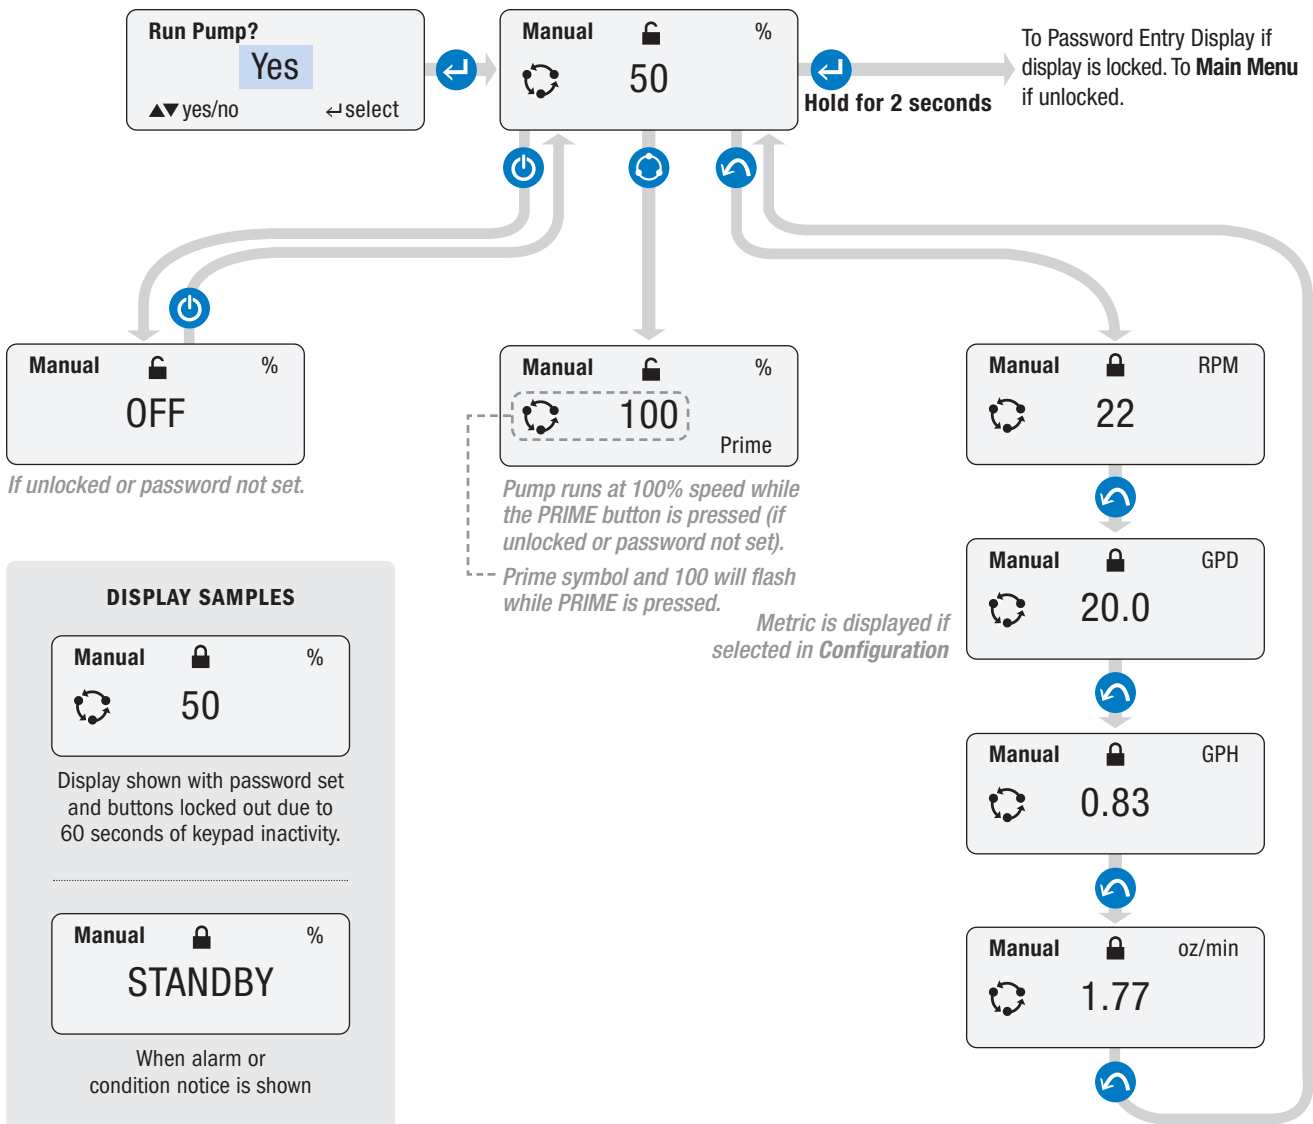 Run Pump?
Yes
▲▼ yes/no ↵ select
Manual %
50
Hold for 2 seconds
To Password Entry Display if
display is locked. To Main Menu
if unlocked.
Manual %
OFF
If unlocked or password not set.
Manual %
100
Prime
Pump runs at 100% speed while
the PRIME button is pressed (if
unlocked or password not set).
Prime symbol and 100 will flash
while PRIME is pressed.
Manual RPM
22
Manual GPD
20.0
Metric is displayed if
selected in Configuration
Manual GPH
0.83
Manual oz/min
1.77
DISPLAY SAMPLES
Manual %
50
Display shown with password set
and buttons locked out due to
60 seconds of keypad inactivity.
Manual %
STANDBY
When alarm or
condition notice is shown